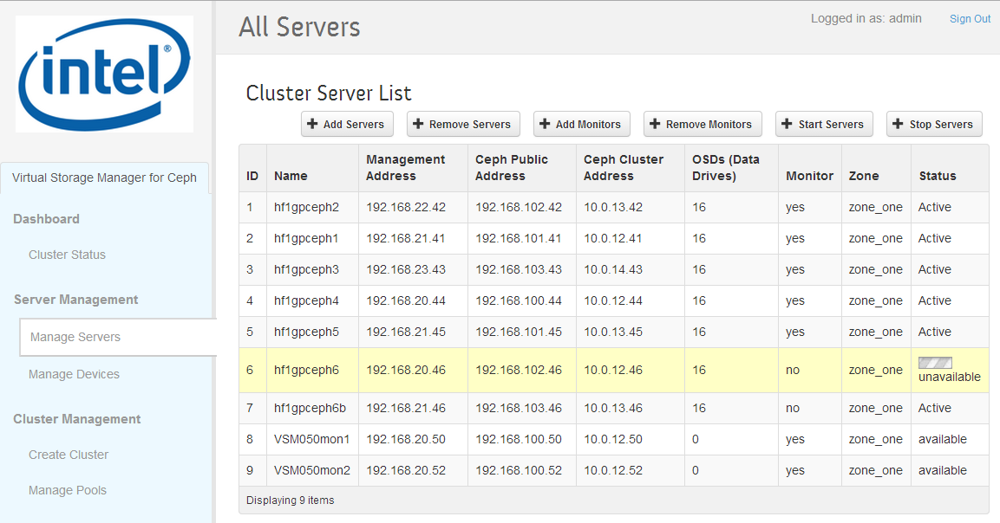 intel®
Virtual Storage Manager for Ceph
Dashboard
Cluster Status
Server Management
Manage Servers
Manage Devices
Cluster Management
Create Cluster
Manage Pools
All Servers
Logged in as: admin Sign Out
Cluster Server List
Add Servers Remove Servers Add Monitors Remove Monitors Start Servers Stop Servers
ID Name Management Address Ceph Public Address Ceph Cluster Address OSDs (Data Drives) Monitor Zone Status
1 hf1gpceph2 192.168.22.42 192.168.102.42 10.0.13.42 16 yes zone_one Active
2 hf1gpceph1 192.168.21.41 192.168.101.41 10.0.12.41 16 yes zone_one Active
3 hf1gpceph3 192.168.23.43 192.168.103.43 10.0.14.43 16 yes zone_one Active
4 hf1gpceph4 192.168.20.44 192.168.100.44 10.0.12.44 16 yes zone_one Active
5 hf1gpceph5 192.168.21.45 192.168.101.45 10.0.13.45 16 yes zone_one Active
6 hf1gpceph6 192.168.20.46 192.168.102.46 10.0.12.46 16 no zone_one unavailable
7 hf1gpceph6b 192.168.21.46 192.168.103.46 10.0.13.46 16 no zone_one Active
8 VSM050mon1 192.168.20.50 192.168.100.50 10.0.12.50 0 yes zone_one available
9 VSM050mon2 192.168.20.52 192.168.100.52 10.0.12.52 0 yes zone_one available
Displaying 9 items